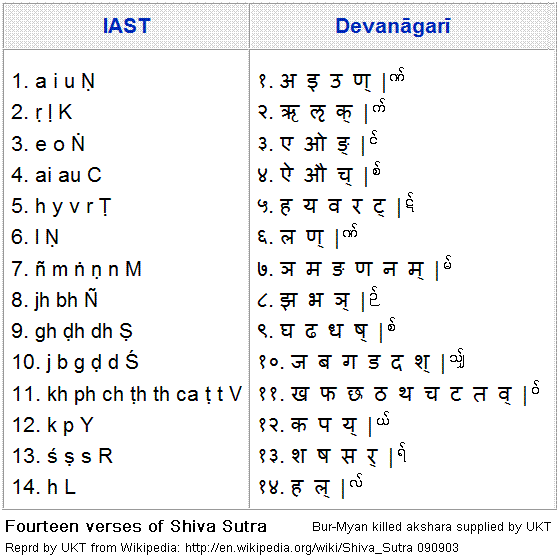 IAST Devanāgarī
1. a i u Ṇ १. अ इ उ ण् |ဏ်
2. ṛ ḷ K २. ऋ ऌ क् |က်
3. e o Ṅ ३. ए ओ ङ् |င်
4. ai au C ४. ऐ औ च् |စ်
5. h y v r Ṭ ५. ह य व र ट् |ဋ်
6. l Ṇ ६. ल ण् |ဏ်
7. ñ m ṅ ṇ n M ७. ञ म ङ ण न म् |မ်
8. jh bh Ñ ८. झ भ ञ् |ဉ်
9. gh ḍh dh Ṣ ९. घ ढ ध ष् |စ်
10. j b g ḍ d Ś १०. ज ब ग ड द श् |
11. kh ph ch ṭh th ca ṭ t V ११. ख फ छ ठ थ च ट त व् |ဝ်
12. k p Y १२. क प य् |ယ်
13. ś ṣ s R १३. श ष स र् |ရ်
14. h L १४. ह ल् |လ်
Fourteen verses of Shiva Sutra Bur-Myan killed akshara supplied by UKT
Reprd by UKT from Wikipedia: http://en.wikipedia.org/wiki/Shiva_Sutra 090903